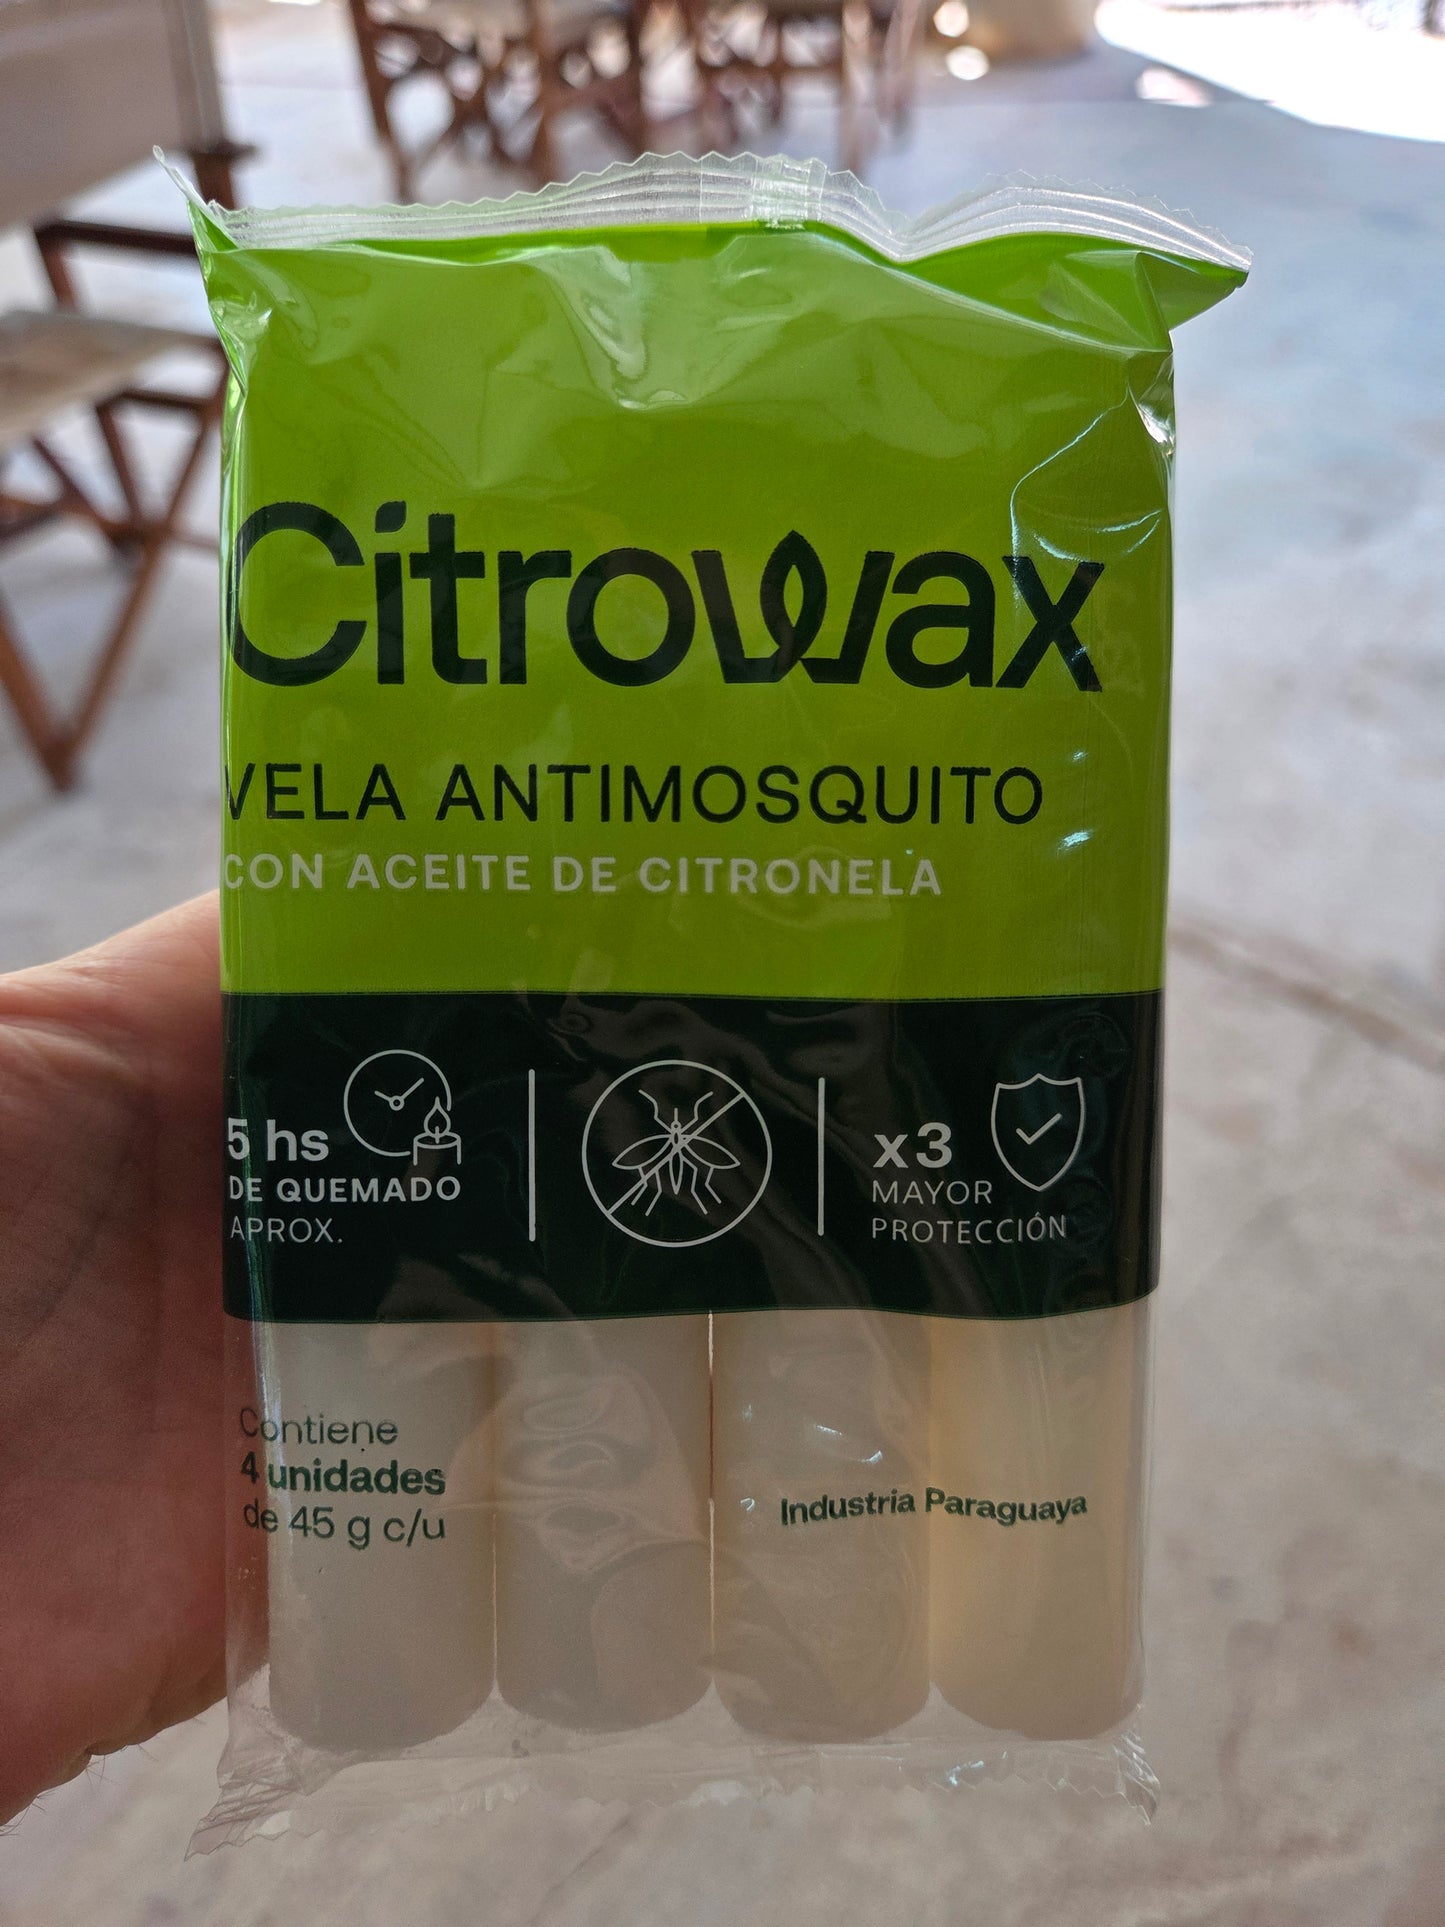 Citrowax
VELA ANTIMOSQUITO
CON ACEITE DE CITRONELA
5 hs
DE QUEMADO
APROX.
x3
MAYOR
PROTECCIÓN
Contiene
4 unidades
de 45 g c/u
Industria Paraguaya